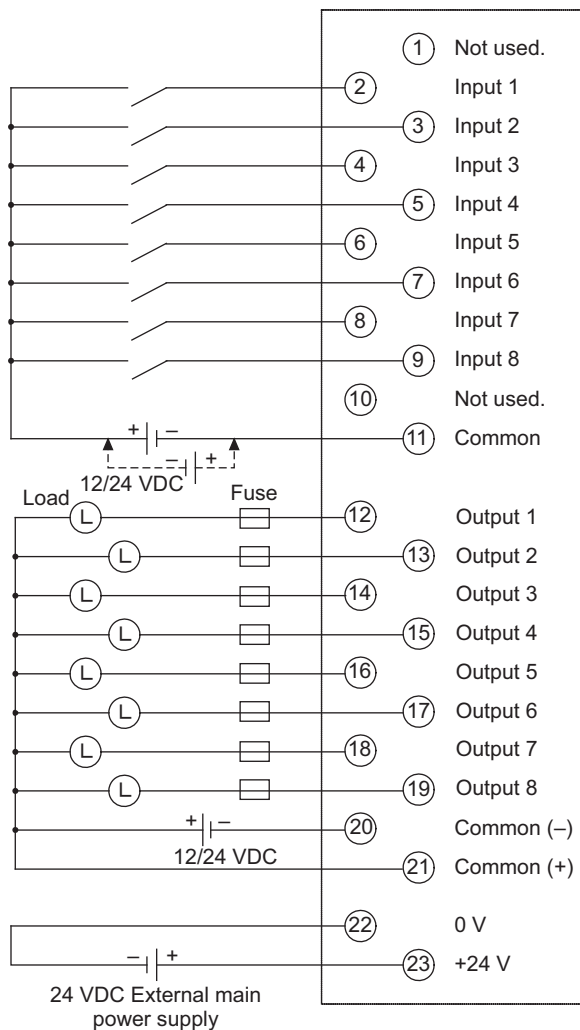 1 Not used.
2 Input 1
3 Input 2
4 Input 3
5 Input 4
6 Input 5
7 Input 6
8 Input 7
9 Input 8
10 Not used.
+ – 11 Common
– +
12/24 VDC
Load Fuse
L 12 Output 1
L 13 Output 2
L 14 Output 3
L 15 Output 4
L 16 Output 5
L 17 Output 6
L 18 Output 7
L 19 Output 8
+ – 20 Common (–)
12/24 VDC
21 Common (+)
22 0 V
– + 23 +24 V
24 VDC External main
power supply